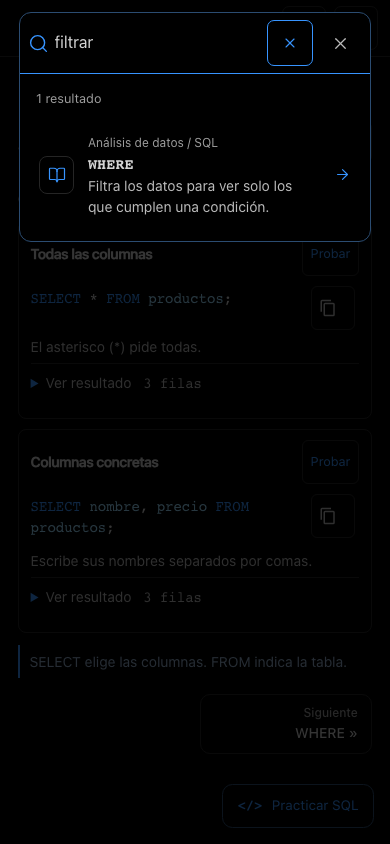 filtrar
1 resultado
Análisis de datos / SQL
WHERE
Filtra los datos para ver solo los
que cumplen una condición.
Todas las columnas
Probar
SELECT * FROM productos;
El asterisco (*) pide todas.
Ver resultado 3 filas
Columnas concretas
Probar
SELECT nombre, precio FROM
productos;
Escribe sus nombres separados por comas.
Ver resultado 3 filas
SELECT elige las columnas. FROM indica la tabla.
Siguiente
WHERE »
</> Practicar SQL